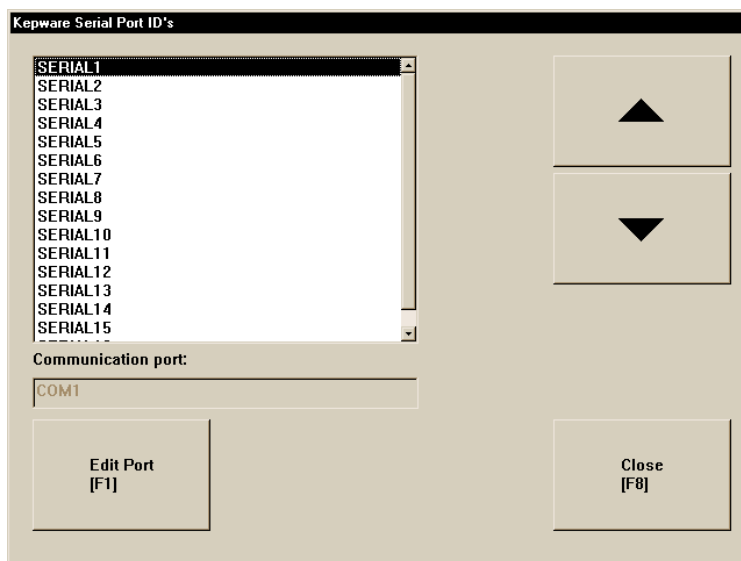 Kepware Serial Port ID's
SERIAL1
SERIAL2
SERIAL3
SERIAL4
SERIAL5
SERIAL6
SERIAL7
SERIAL8
SERIAL9
SERIAL10
SERIAL11
SERIAL12
SERIAL13
SERIAL14
SERIAL15
Communication port:
COM1
Edit Port
[F1]
Close
[F8]